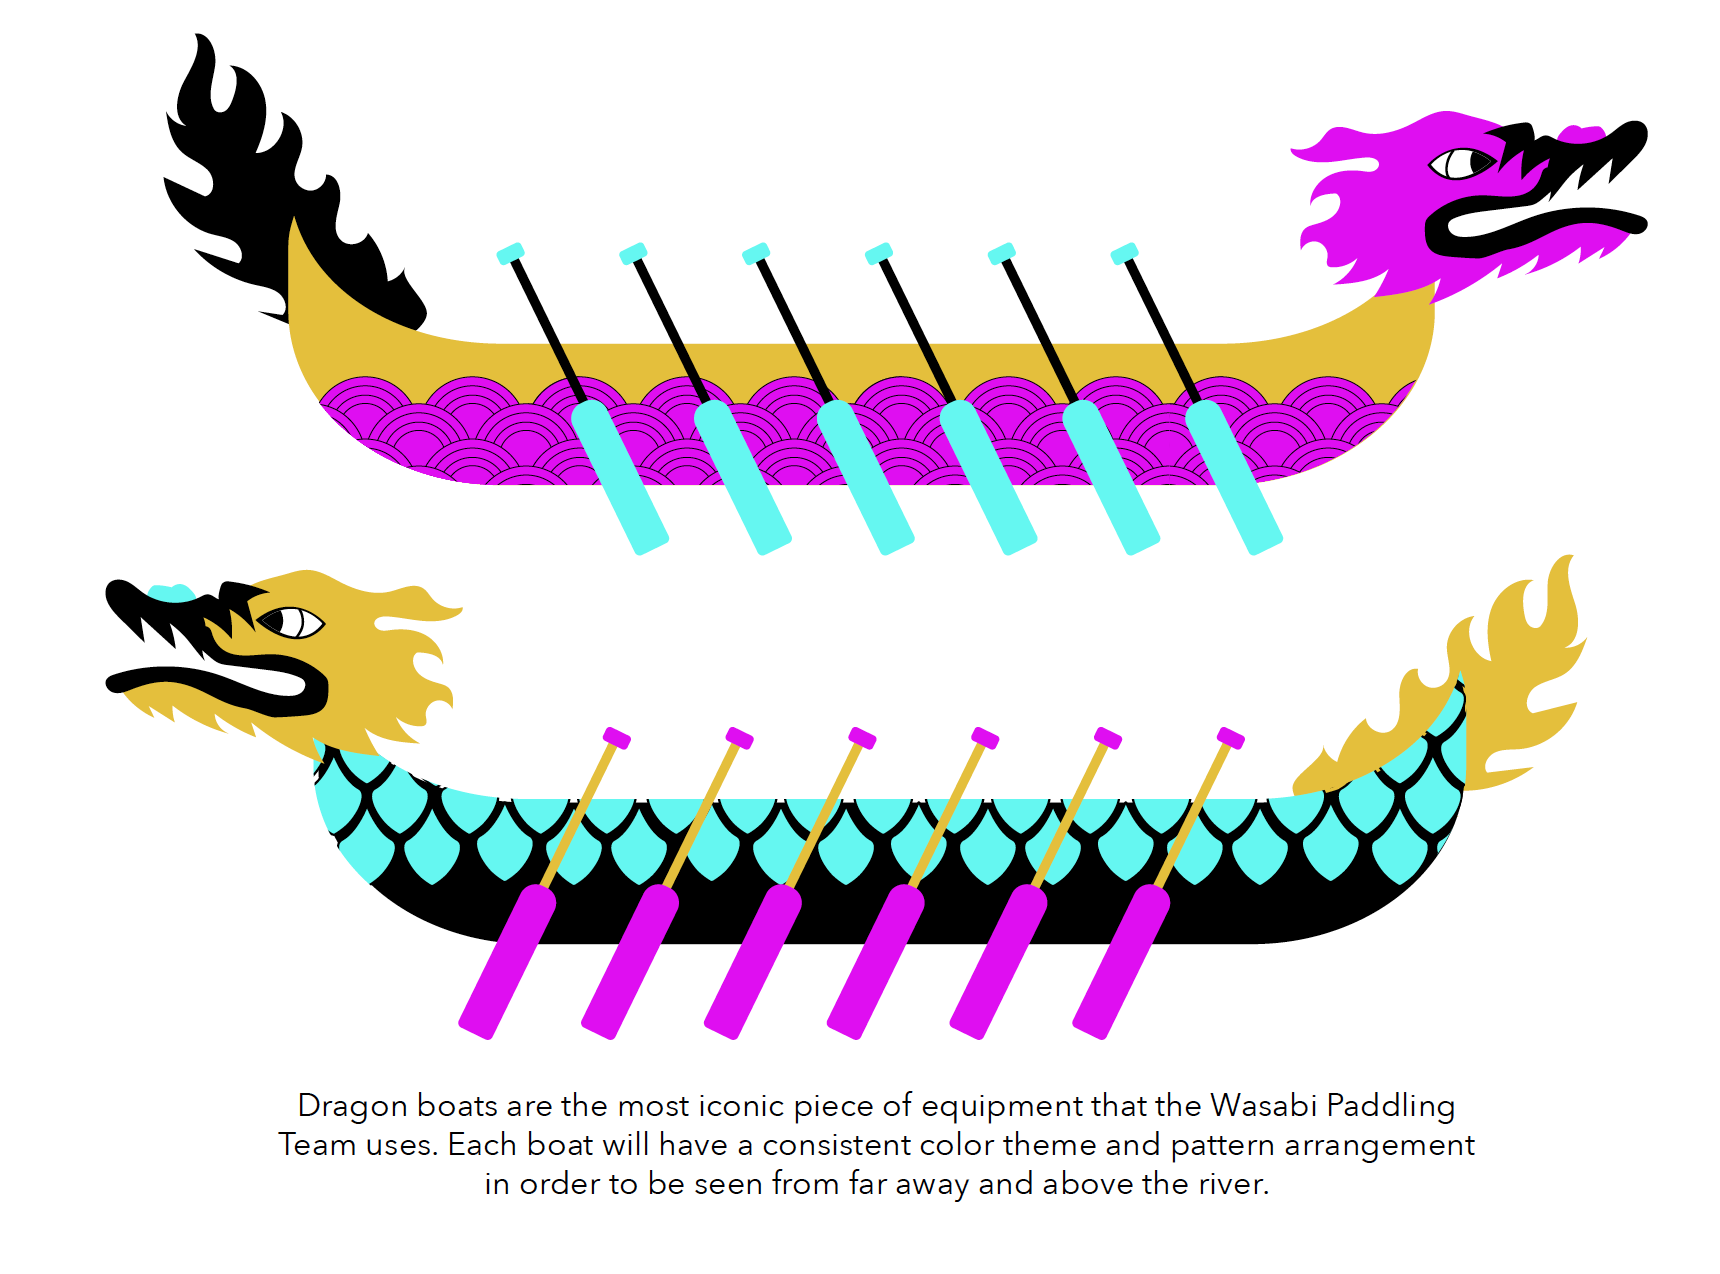 Dragon boats are the most iconic piece of equipment that the Wasabi Paddling
Team uses. Each boat will have a consistent color theme and pattern arrangement
in order to be seen from far away and above the river.